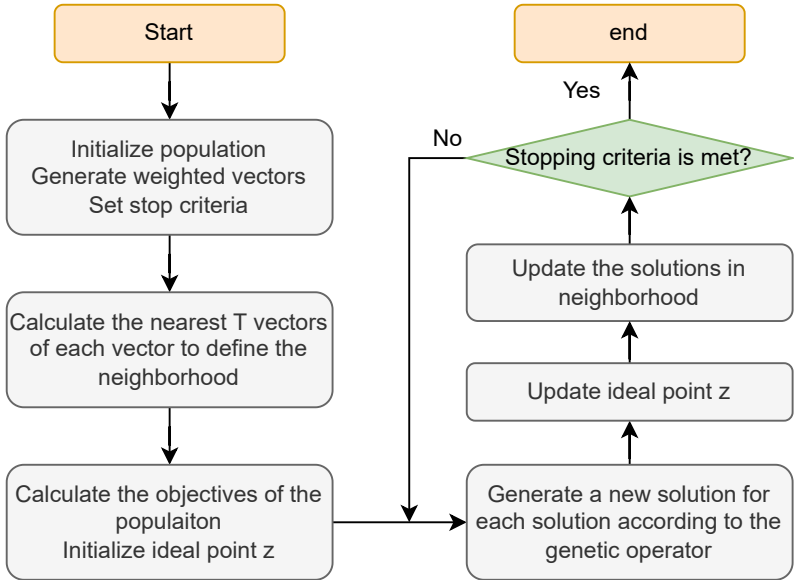 Start
Initialize population
Generate weighted vectors
Set stop criteria
Calculate the nearest T vectors
of each vector to define the
neighborhood
Calculate the objectives of the
populaiton
Initialize ideal point z
Generate a new solution for
each solution according to the
genetic operator
Update ideal point z
Update the solutions in
neighborhood
Stopping criteria is met?
No
Yes
end